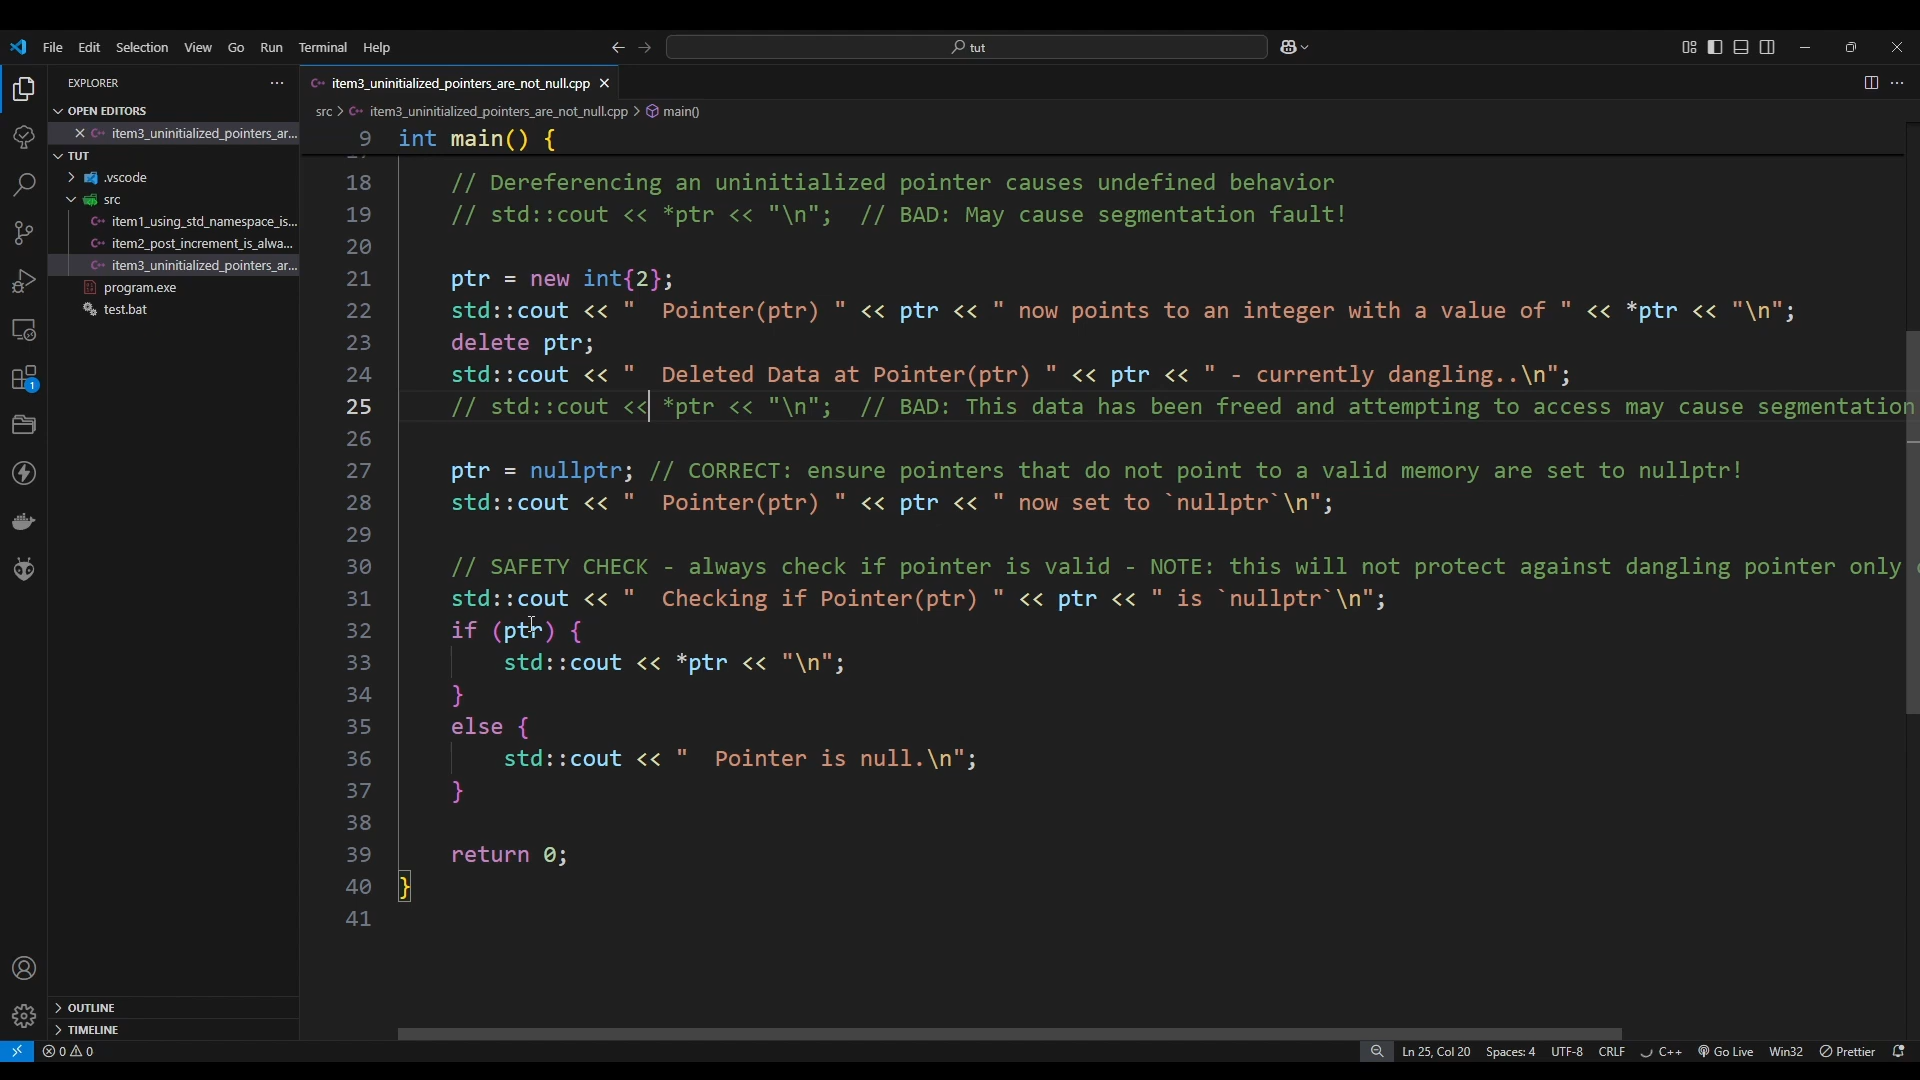 File Edit Selection View Go Run Terminal Help
tut
EXPLORER
item3_uninitialized_pointers_are_not_null.cpp
OPEN EDITORS
src > item3_uninitialized_pointers_are_not_null.cpp > main()
item3_uninitialized_pointers_ar...
TUT
.vscode
src
item1_using_std_namespace_is...
item2_post_increment_is_alwa...
item3_uninitialized_pointers_ar...
program.exe
test.bat
OUTLINE
TIMELINE
9 int main() {
18 // Dereferencing an uninitialized pointer causes undefined behavior
19 // std::cout << *ptr << "\n"; // BAD: May cause segmentation fault!
20
21 ptr = new int{2};
22 std::cout << " Pointer(ptr) " << ptr << " now points to an integer with a value of " << *ptr << "\n";
23 delete ptr;
24 std::cout << " Deleted Data at Pointer(ptr) " << ptr << " - currently dangling..\n";
25 // std::cout << *ptr << "\n"; // BAD: This data has been freed and attempting to access may cause segmentation
26
27 ptr = nullptr; // CORRECT: ensure pointers that do not point to a valid memory are set to nullptr!
28 std::cout << " Pointer(ptr) " << ptr << " now set to `nullptr`\n";
29
30 // SAFETY CHECK - always check if pointer is valid - NOTE: this will not protect against dangling pointer only
31 std::cout << " Checking if Pointer(ptr) " << ptr << " is `nullptr`\n";
32 if (ptr) {
33 std::cout << *ptr << "\n";
34 }
35 else {
36 std::cout << " Pointer is null.\n";
37 }
38
39 return 0;
40 }
41
0 0
Ln 25, Col 20 Spaces: 4 UTF-8 CRLF C++ Go Live Win32 Prettier